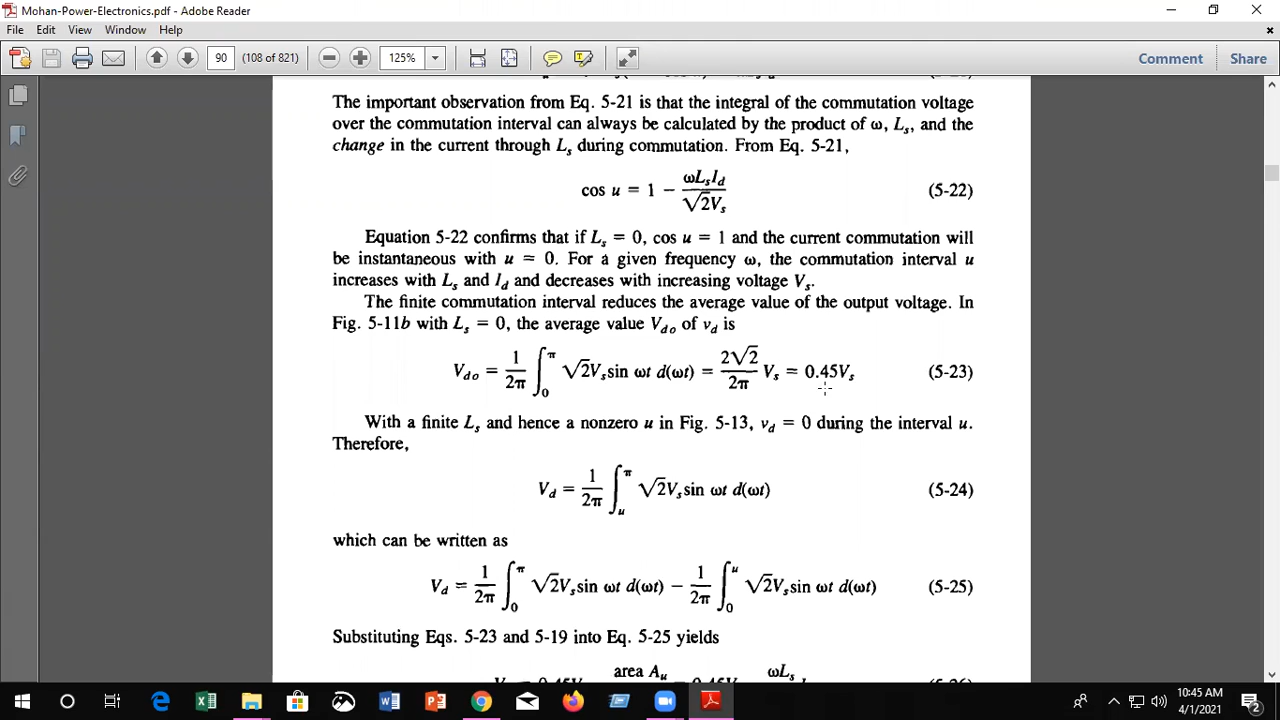 Mohan-Power-Electronics.pdf - Adobe Reader
File Edit View Window Help
90 (108 of 821) 125% Comment Share
The important observation from Eq. 5-21 is that the integral of the commutation voltage
over the commutation interval can always be calculated by the product of ω, Ls, and the
change in the current through Ls during commutation. From Eq. 5-21,
cos u = 1 − ωLsId / √2Vs (5-22)
Equation 5-22 confirms that if Ls = 0, cos u = 1 and the current commutation will
be instantaneous with u = 0. For a given frequency ω, the commutation interval u
increases with Ls and Id and decreases with increasing voltage Vs.
The finite commutation interval reduces the average value of the output voltage. In
Fig. 5-11b with Ls = 0, the average value Vdo of vd is
Vdo = 1/2π ∫₀^π √2Vs sin ωt d(ωt) = 2√2/2π Vs = 0.45Vs (5-23)
With a finite Ls and hence a nonzero u in Fig. 5-13, vd = 0 during the interval u.
Therefore,
Vd = 1/2π ∫u^π √2Vs sin ωt d(ωt) (5-24)
which can be written as
Vd = 1/2π ∫₀^π √2Vs sin ωt d(ωt) − 1/2π ∫₀^u √2Vs sin ωt d(ωt) (5-25)
Substituting Eqs. 5-23 and 5-19 into Eq. 5-25 yields
area Au ωLs
10:45 AM
4/1/2021
2